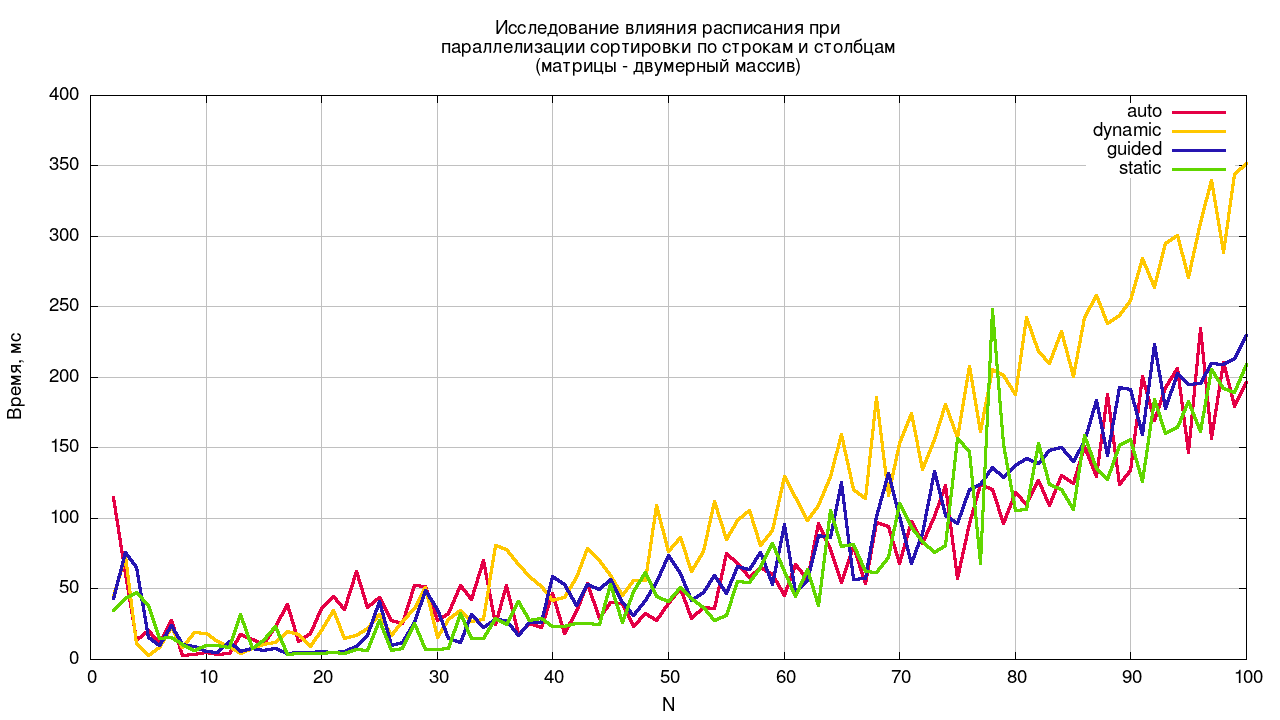 Исследование влияния расписания при
параллелизации сортировки по строкам и столбцам
(матрицы - двумерный массив)
400
350
300
250
200
150
100
50
0
Время, мс
auto
dynamic
guided
static
0 10 20 30 40 50 60 70 80 90 100
N